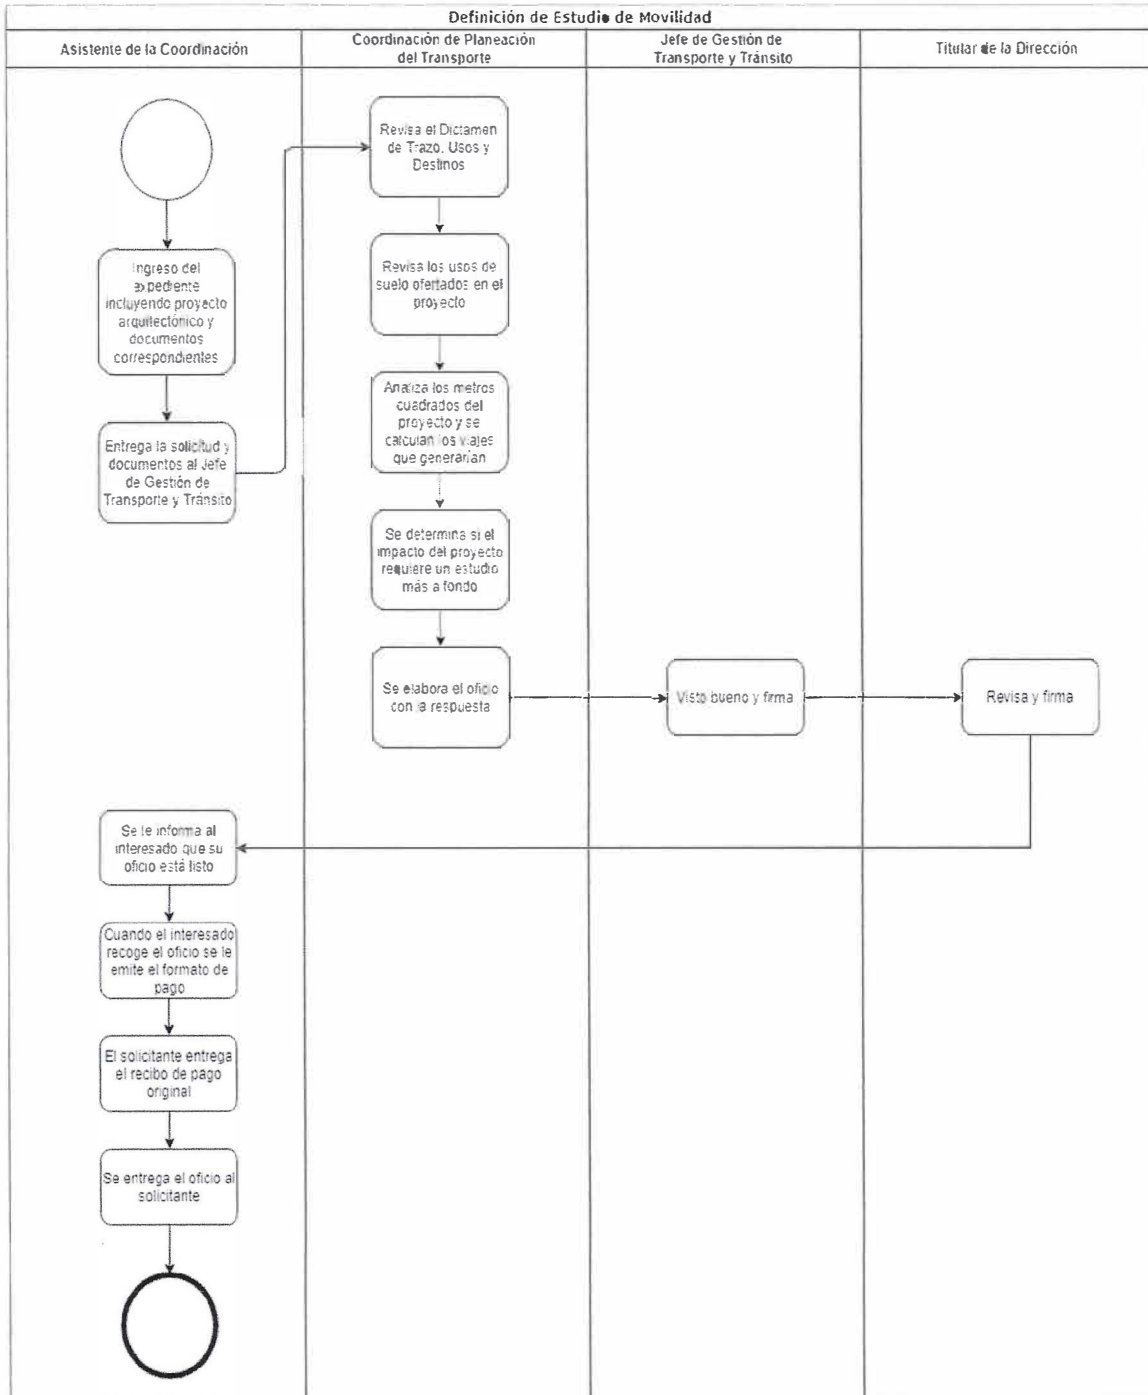 Definición de Estudio de Movilidad
Asistente de la Coordinación
Coordinación de Planeación
del Transporte
Jefe de Gestión de
Transporte y Tránsito
Titular de la Dirección
Revisa el Dictamen
de Trazo, Usos y
Destinos
Ingreso del
expediente
incluyendo proyecto
arquitectónico y
documentos
correspondientes
Revisa los usos de
suelo ofertados en el
proyecto
Entrega la solicitud y
documentos al Jefe
de Gestión de
Transporte y Tránsito
Analiza los metros
cuadrados del
proyecto y se
calculan los viajes
que generarían
Se determina si el
impacto del proyecto
requiere un estudio
más a fondo
Se elabora el oficio
con la respuesta
Visto bueno y firma
Revisa y firma
Se le informa al
interesado que su
oficio está listo
Cuando el interesado
recoge el oficio se le
emite el formato de
pago
El solicitante entrega
el recibo de pago
original
Se entrega el oficio al
solicitante